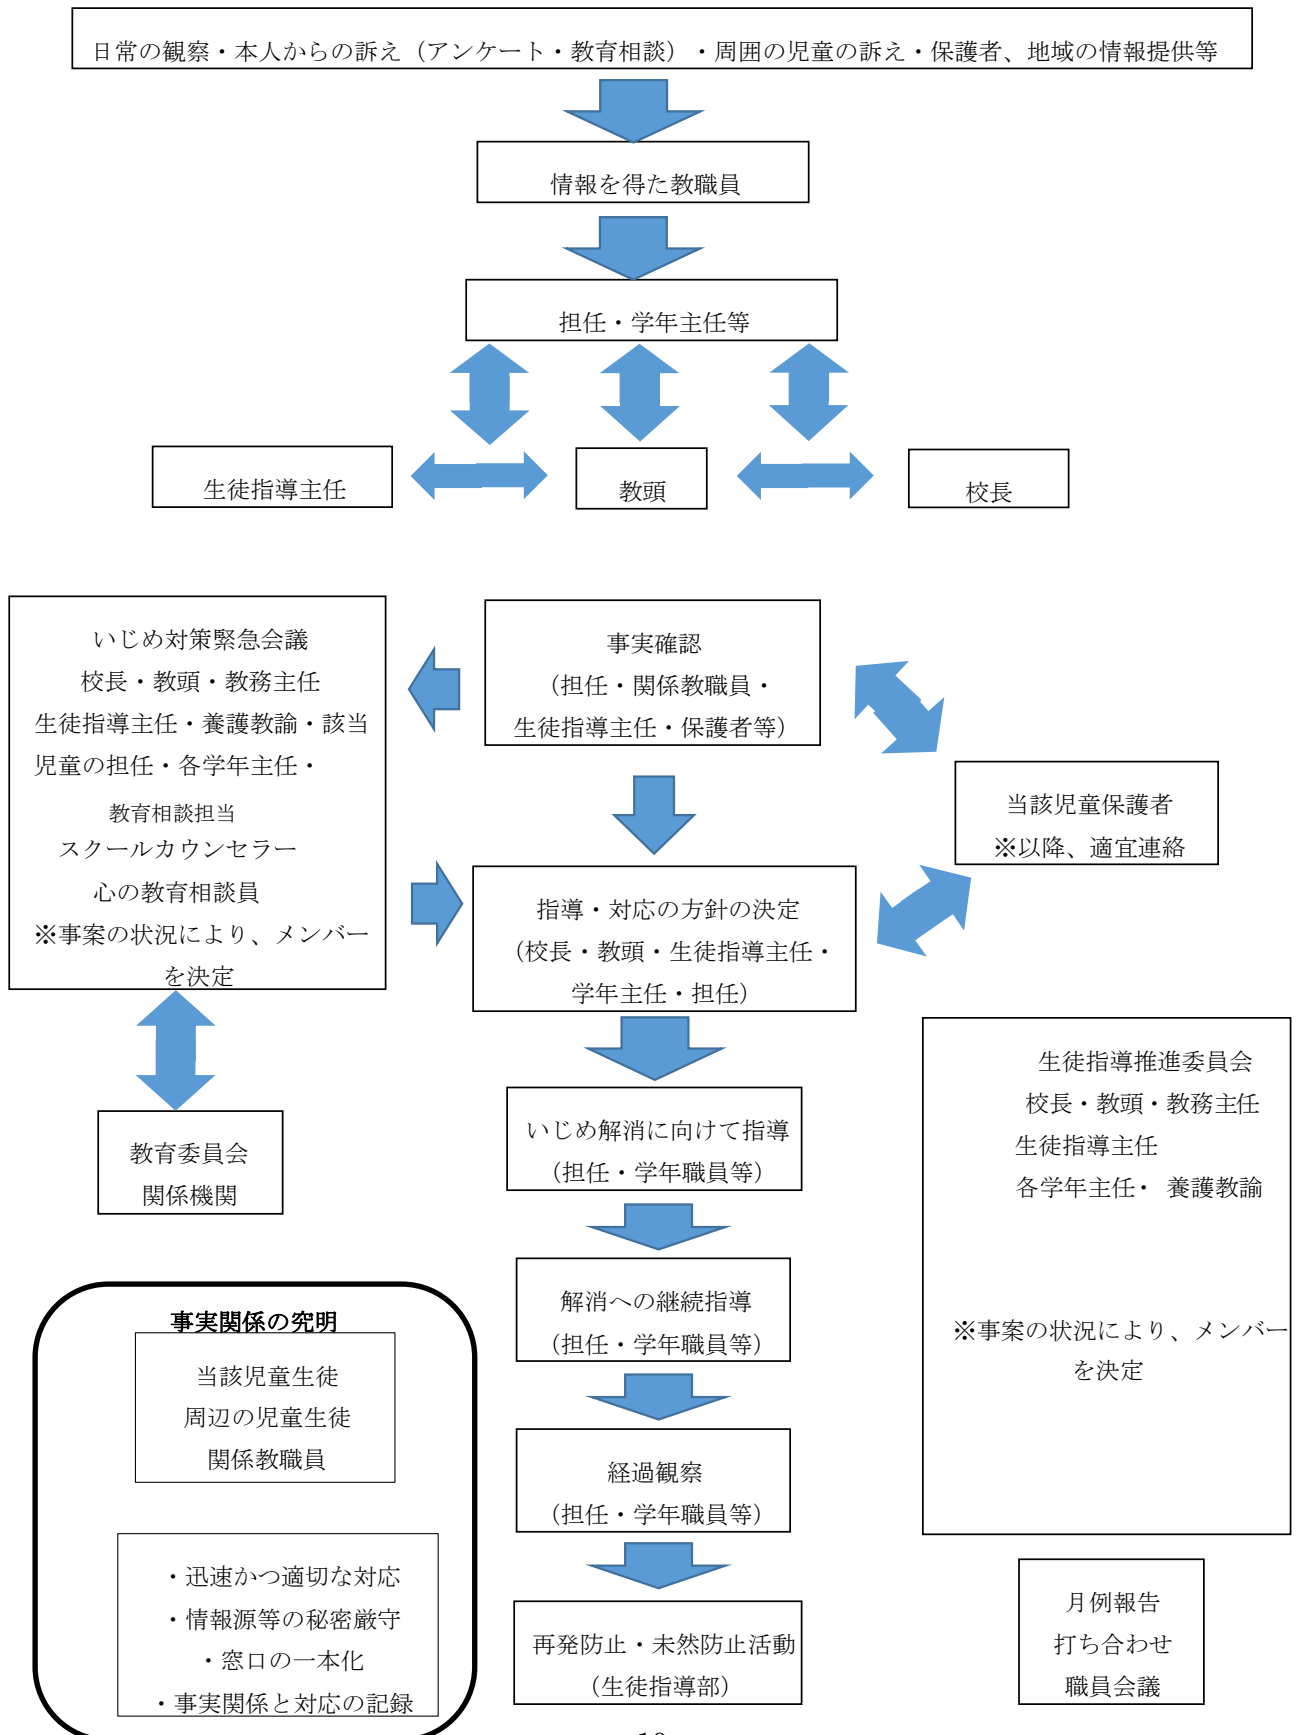 日常の観察・本人からの訴え（アンケート・教育相談）・周囲の児童の訴え・保護者、地域の情報提供等
情報を得た教職員
担任・学年主任等
生徒指導主任
教頭
校長
いじめ対策緊急会議
校長・教頭・教務主任
生徒指導主任・養護教諭・該当
児童の担任・各学年主任・
教育相談担当
スクールカウンセラー
心の教育相談員
※事案の状況により、メンバー
を決定
事実確認
（担任・関係教職員・
生徒指導主任・保護者等）
当該児童保護者
※以降、適宜連絡
指導・対応の方針の決定
（校長・教頭・生徒指導主任・
学年主任・担任）
教育委員会
関係機関
いじめ解消に向けて指導
（担任・学年職員等）
生徒指導推進委員会
校長・教頭・教務主任
生徒指導主任
各学年主任・ 養護教諭
※事案の状況により、メンバー
を決定
解消への継続指導
（担任・学年職員等）
事実関係の究明
当該児童生徒
周辺の児童生徒
関係教職員
・迅速かつ適切な対応
・情報源等の秘密厳守
・窓口の一本化
・事実関係と対応の記録
経過観察
（担任・学年職員等）
再発防止・未然防止活動
（生徒指導部）
月例報告
打ち合わせ
職員会議